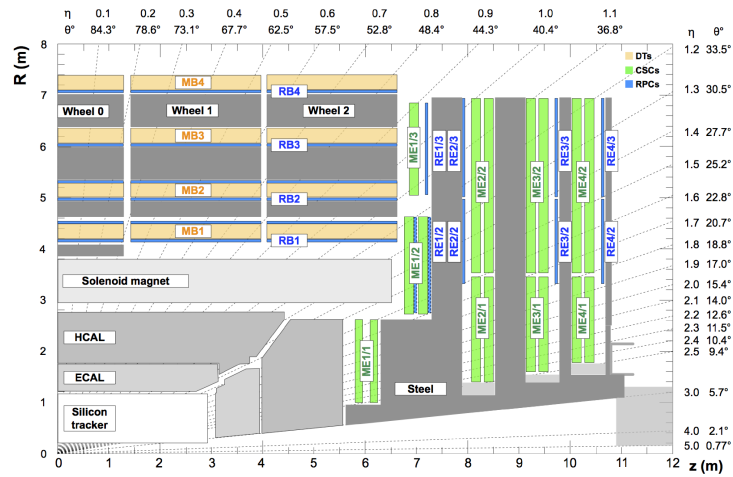 η 0.1 0.2 0.3 0.4 0.5 0.6 0.7 0.8 0.9 1.0 1.1
θ° 84.3° 78.6° 73.1° 67.7° 62.5° 57.5° 52.8° 48.4° 44.3° 40.4° 36.8° η θ°
R (m)
8
7
6
5
4
3
2
1
0
1.2 33.5°
1.3 30.5°
1.4 27.7°
1.5 25.2°
1.6 22.8°
1.7 20.7°
1.8 18.8°
1.9 17.0°
2.0 15.4°
2.1 14.0°
2.2 12.6°
2.3 11.5°
2.4 10.4°
2.5 9.4°
3.0 5.7°
4.0 2.1°
5.0 0.77°
DTs
CSCs
RPCs
MB4
RB4
Wheel 0 Wheel 1 Wheel 2
MB3
RB3
MB2
RB2
MB1
RB1
Solenoid magnet
HCAL
ECAL
Silicon
tracker
Steel
ME1/3
ME1/2
ME1/1
RE1/3
RE2/3
RE1/2
RE2/2
ME2/2
ME2/1
ME3/2
ME3/1
RE3/3
RE3/2
ME4/2
ME4/1
RE4/3
RE4/2
0 1 2 3 4 5 6 7 8 9 10 11 12
z (m)